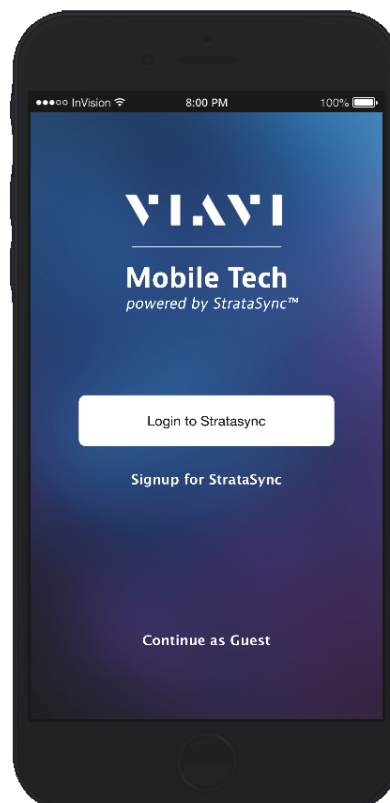 InVision 8:00 PM 100%
VIAVI
Mobile Tech
powered by StrataSync™
Login to Stratasync
Signup for StrataSync
Continue as Guest